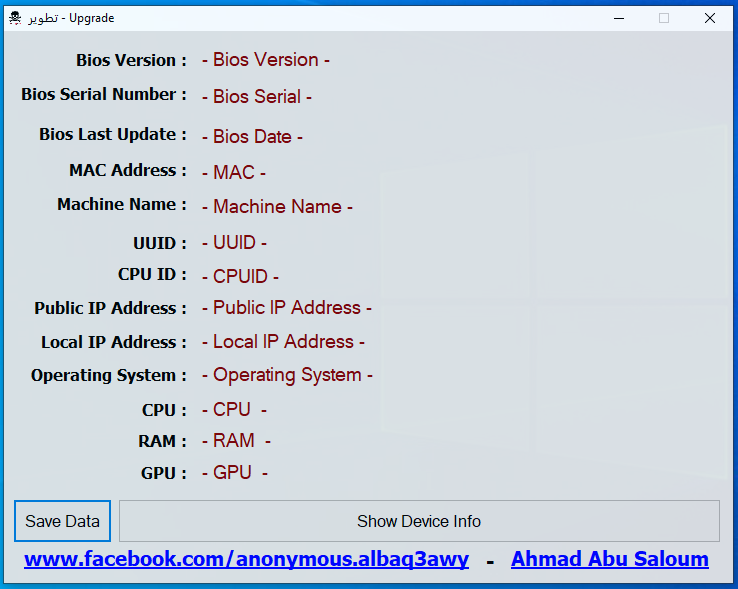 تطوير - Upgrade
Bios Version : - Bios Version -
Bios Serial Number : - Bios Serial -
Bios Last Update : - Bios Date -
MAC Address : - MAC -
Machine Name : - Machine Name -
UUID : - UUID -
CPU ID : - CPUID -
Public IP Address : - Public IP Address -
Local IP Address : - Local IP Address -
Operating System : - Operating System -
CPU : - CPU -
RAM : - RAM -
GPU : - GPU -
Save Data Show Device Info
www.facebook.com/anonymous.albaq3awy - Ahmad Abu Saloum